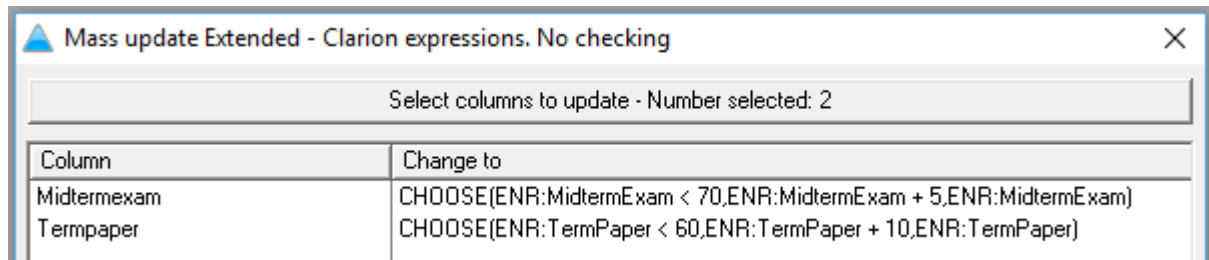 Mass update Extended - Clarion expressions. No checking
Select columns to update - Number selected: 2
Column Change to
Midtermexam CHOOSE(ENR:MidtermExam < 70,ENR:MidtermExam + 5,ENR:MidtermExam)
Termpaper CHOOSE(ENR:TermPaper < 60,ENR:TermPaper + 10,ENR:TermPaper)